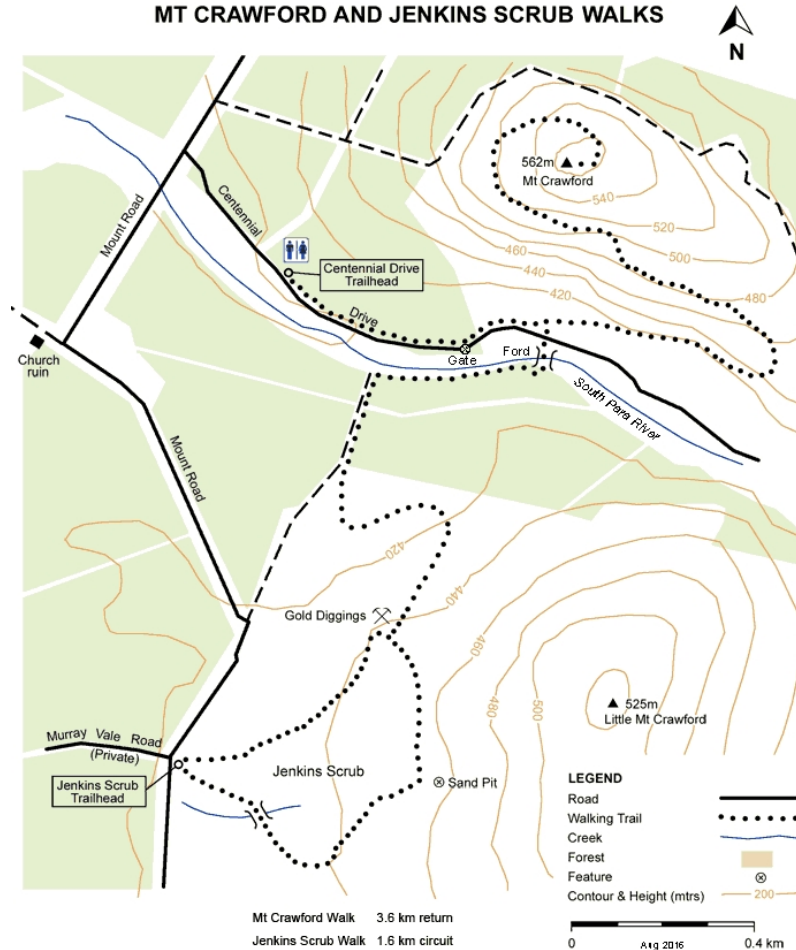 MT CRAWFORD AND JENKINS SCRUB WALKS
N
562m
Mt Crawford
540
520
500
480
460
440
420
Mount Road
Centennial
Drive
Centennial Drive
Trailhead
Church
ruin
Gate
Ford
South Para River
Mount Road
420
440
460
480
500
Gold Diggings
525m
Little Mt Crawford
Murray Vale Road
(Private)
Jenkins Scrub
Trailhead
Jenkins Scrub
Sand Pit
LEGEND
Road
Walking Trail
Creek
Forest
Feature
Contour & Height (mtrs)
200
Mt Crawford Walk 3.6 km return
Jenkins Scrub Walk 1.6 km circuit
0
Aug 2016
0.4 km